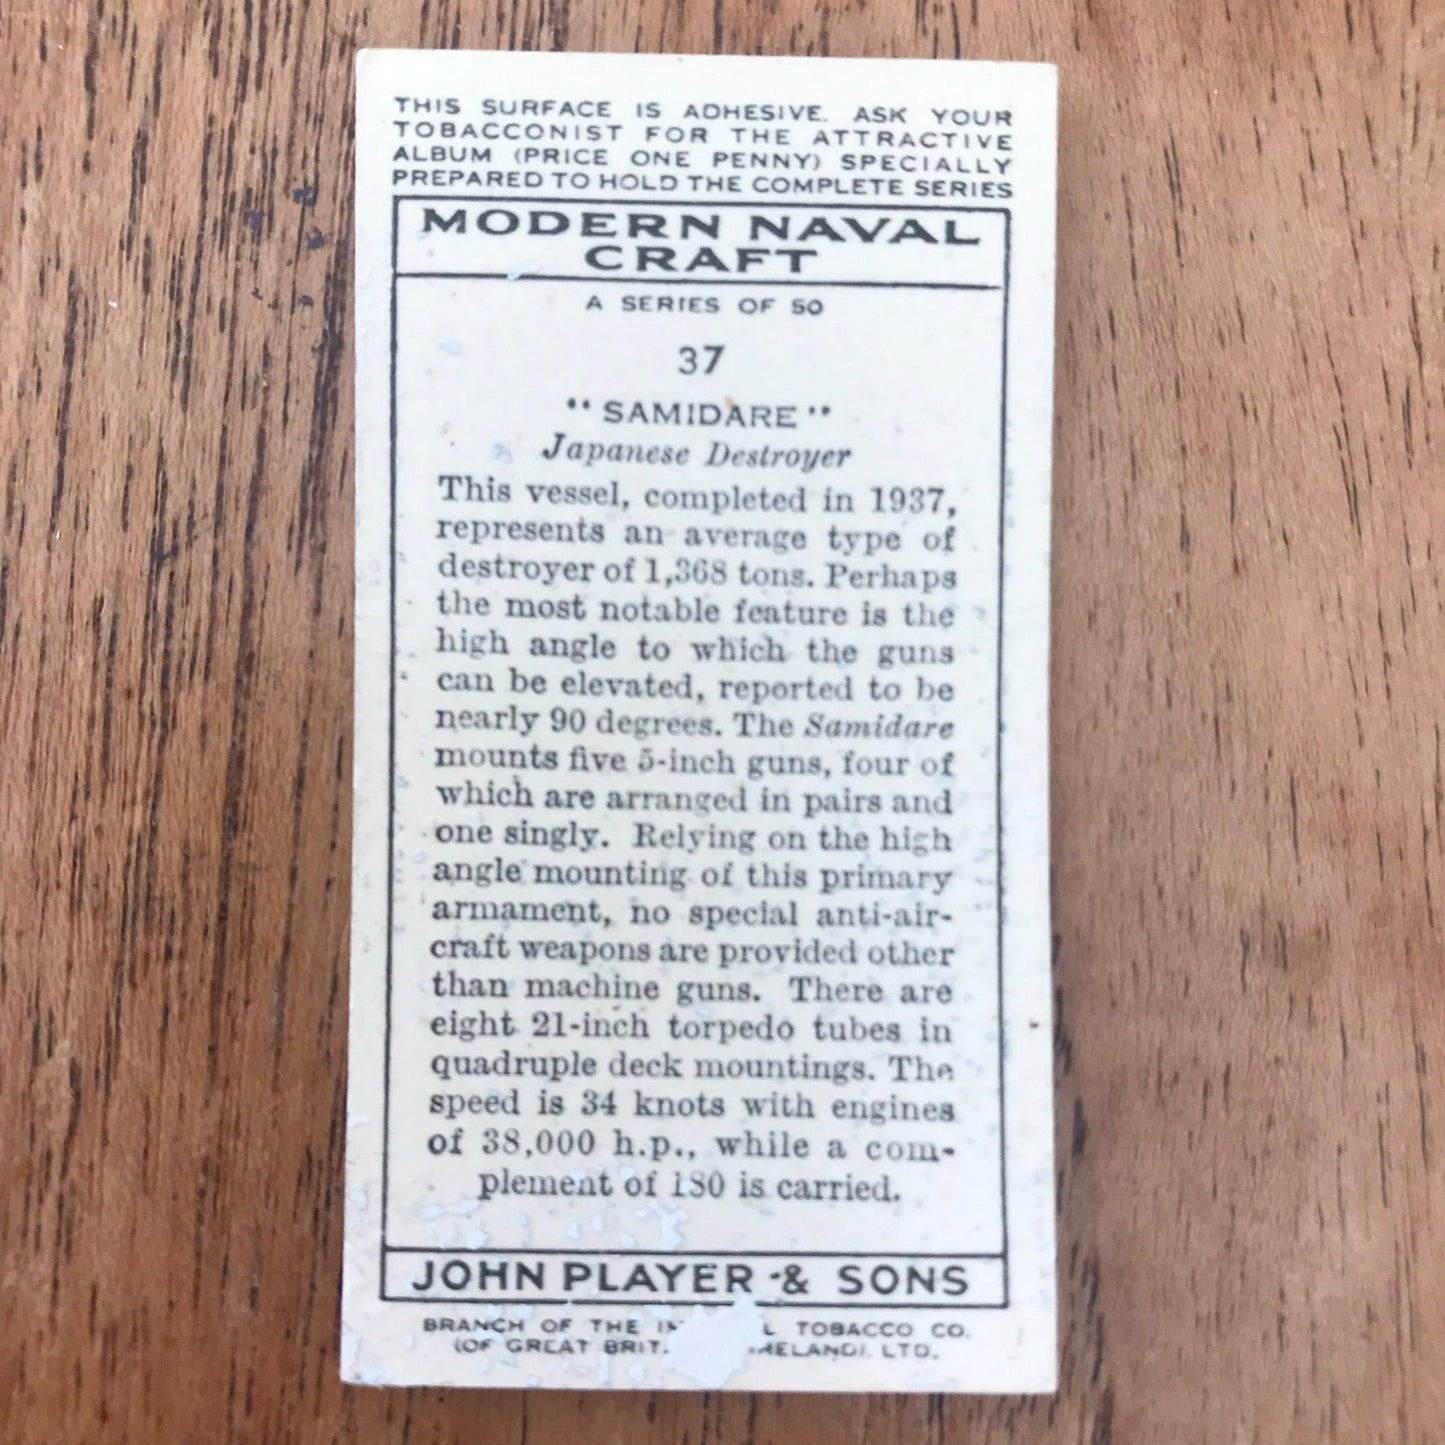 THIS SURFACE IS ADHESIVE. ASK YOUR
TOBACCONIST FOR THE ATTRACTIVE
ALBUM (PRICE ONE PENNY) SPECIALLY
PREPARED TO HOLD THE COMPLETE SERIES
MODERN NAVAL
CRAFT
A SERIES OF 50
37
"SAMIDARE"
Japanese Destroyer
This vessel, completed in 1937,
represents an average type of
destroyer of 1,368 tons. Perhaps
the most notable feature is the
high angle to which the guns
can be elevated, reported to be
nearly 90 degrees. The Samidare
mounts five 5-inch guns, four of
which are arranged in pairs and
one singly. Relying on the high
angle mounting of this primary
armament, no special anti-air-
craft weapons are provided other
than machine guns. There are
eight 21-inch torpedo tubes in
quadruple deck mountings. The
speed is 34 knots with engines
of 38,000 h.p., while a com-
plement of 180 is carried.
JOHN PLAYER & SONS
BRANCH OF THE TOBACCO CO.
(OF GREAT LTD.